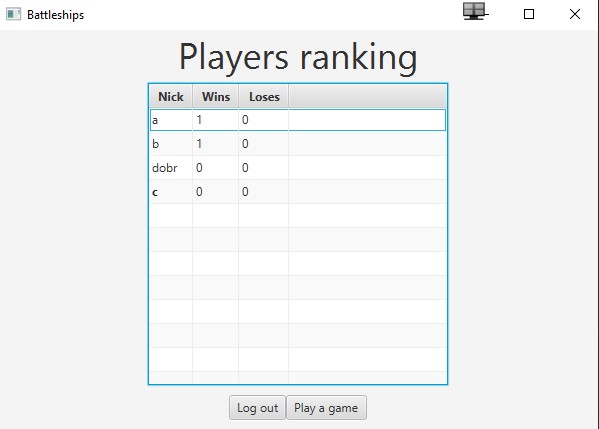 Battleships
Players ranking
Nick Wins Loses
a 1 0
b 1 0
dobr 0 0
c 0 0
Log out Play a game